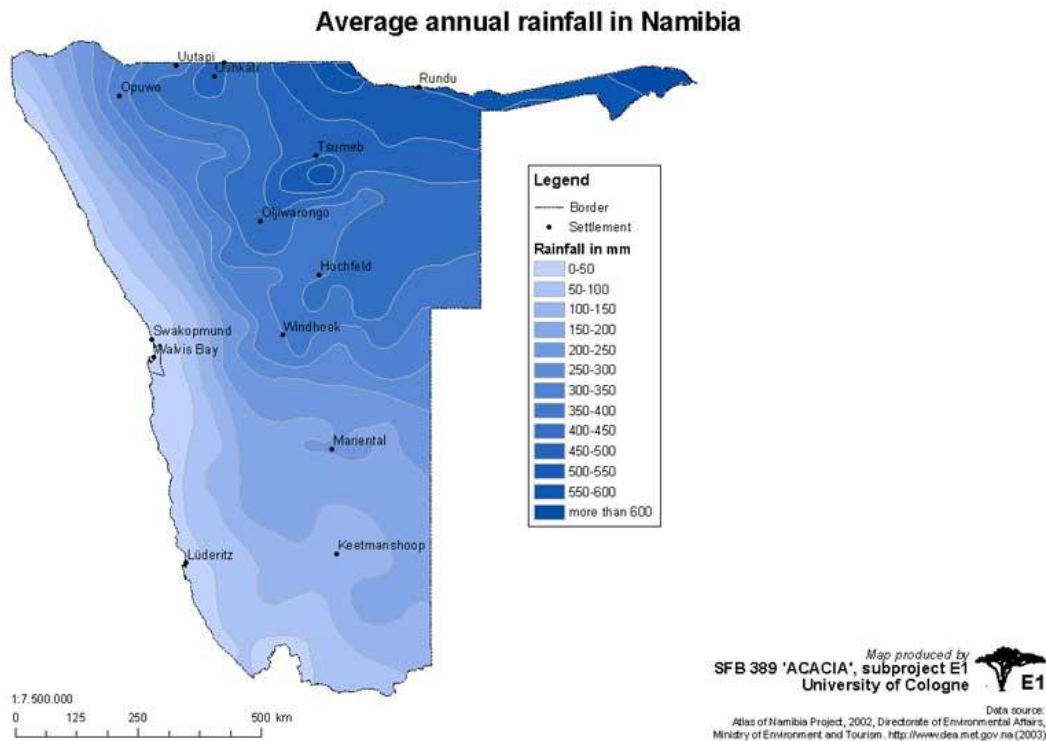 Average annual rainfall in Namibia
Uutapi
Oshkati
Opuwo
Rundu
Tsumeb
Otjiwarongo
Hochfeld
Windhoek
Swakopmund
Walvis Bay
Mariental
Keetmanshoop
Lüderitz
Legend
Border
Settlement
Rainfall in mm
0-50
50-100
100-150
150-200
200-250
250-300
300-350
350-400
400-450
450-500
500-550
550-600
more than 600
1:7.500.000
0 125 250 500 km
Map produced by
SFB 389 'ACACIA', subproject E1
University of Cologne
E1
Data source:
Atlas of Namibia Project, 2002, Directorate of Environmental Affairs,
Ministry of Environment and Tourism. http://www.dea.met.gov.na (2003)